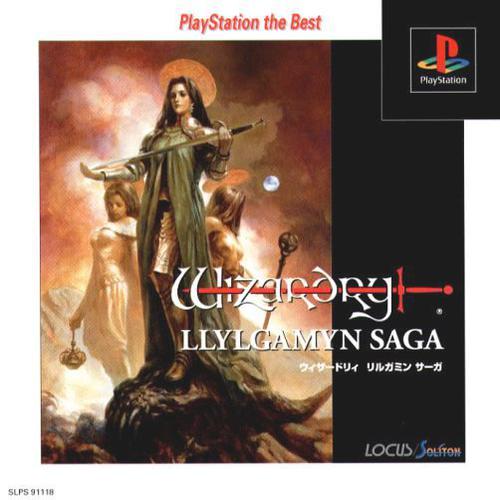 PlayStation the Best
PlayStation
Wizardry
®
LLYLGAMYN SAGA
ウィザードリィ リルガミン サーガ
LOCUS/SOLITON
SLPS 91118